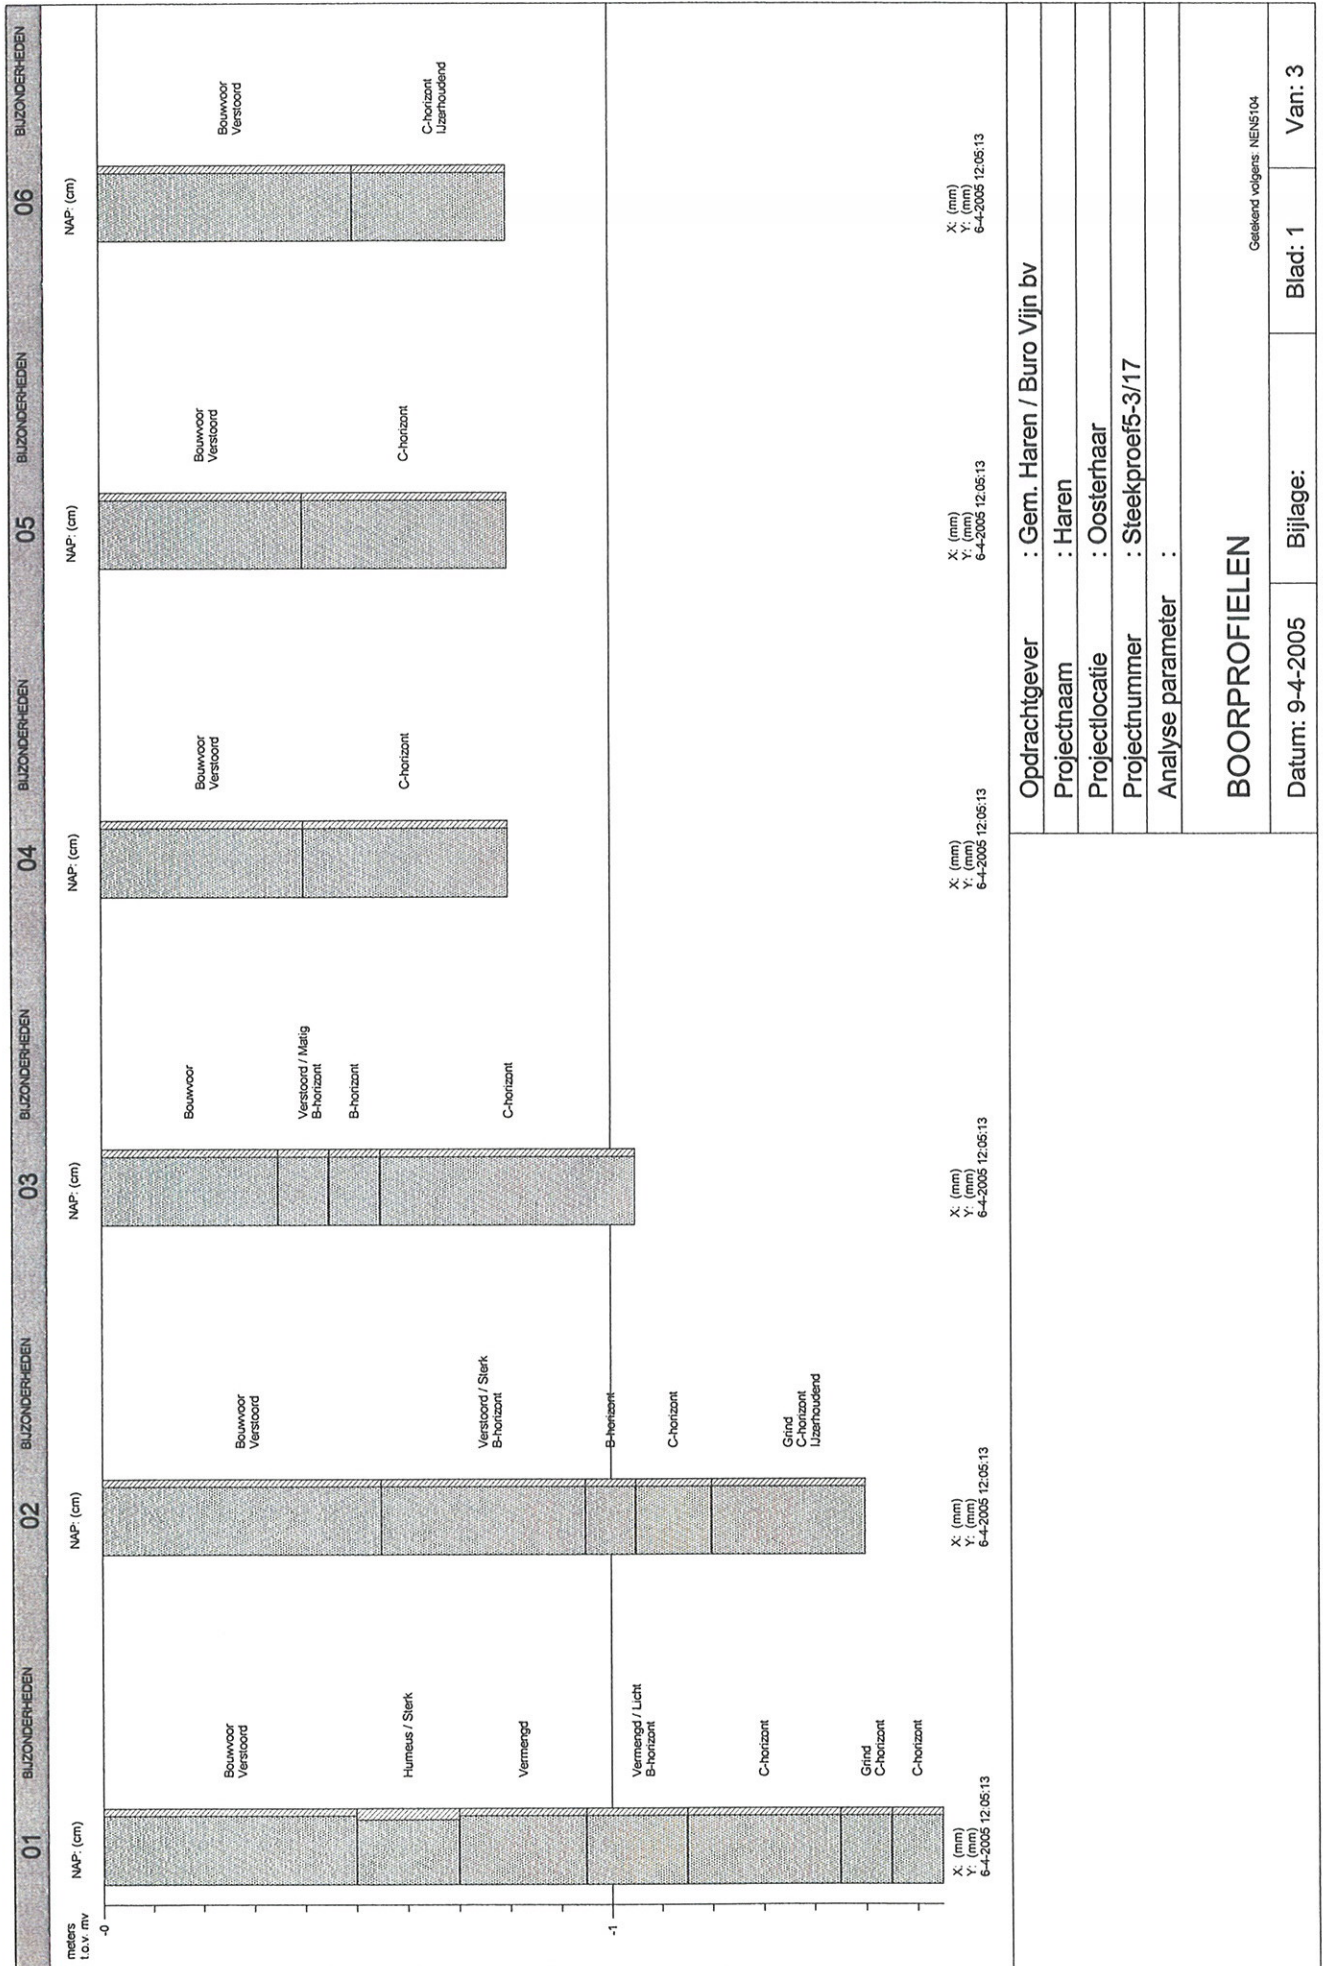 01 BIJZONDERHEDEN 02 BIJZONDERHEDEN 03 BIJZONDERHEDEN 04 BIJZONDERHEDEN 05 BIJZONDERHEDEN 06 BIJZONDERHEDEN
meters
t.o.v. mv
-0
-1
NAP: (cm)
Bouwvoor
Verstoord
Humeus / Sterk
Vermengd
Vermengd / Licht
B-horizont
C-horizont
Grind
C-horizont
C-horizont
X: (mm)
Y: (mm)
6-4-2005 12:05:13
NAP: (cm)
Bouwvoor
Verstoord
Verstoord / Sterk
B-horizont
B-horizont
C-horizont
Grind
C-horizont
IJzerhoudend
X: (mm)
Y: (mm)
6-4-2005 12:05:13
NAP: (cm)
Bouwvoor
Verstoord / Matig
B-horizont
B-horizont
C-horizont
X: (mm)
Y: (mm)
6-4-2005 12:05:13
NAP: (cm)
Bouwvoor
Verstoord
C-horizont
X: (mm)
Y: (mm)
6-4-2005 12:05:13
NAP: (cm)
Bouwvoor
Verstoord
C-horizont
X: (mm)
Y: (mm)
6-4-2005 12:05:13
NAP: (cm)
Bouwvoor
Verstoord
C-horizont
IJzerhoudend
X: (mm)
Y: (mm)
6-4-2005 12:05:13
Opdrachtgever : Gem. Haren / Buro Vijn bv
Projectnaam : Haren
Projectlocatie : Oosterhaar
Projectnummer : Steekproef5-3/17
Analyse parameter :
BOORPROFIELEN
Getekend volgens: NEN5104
Datum: 9-4-2005 Bijlage: Blad: 1 Van: 3